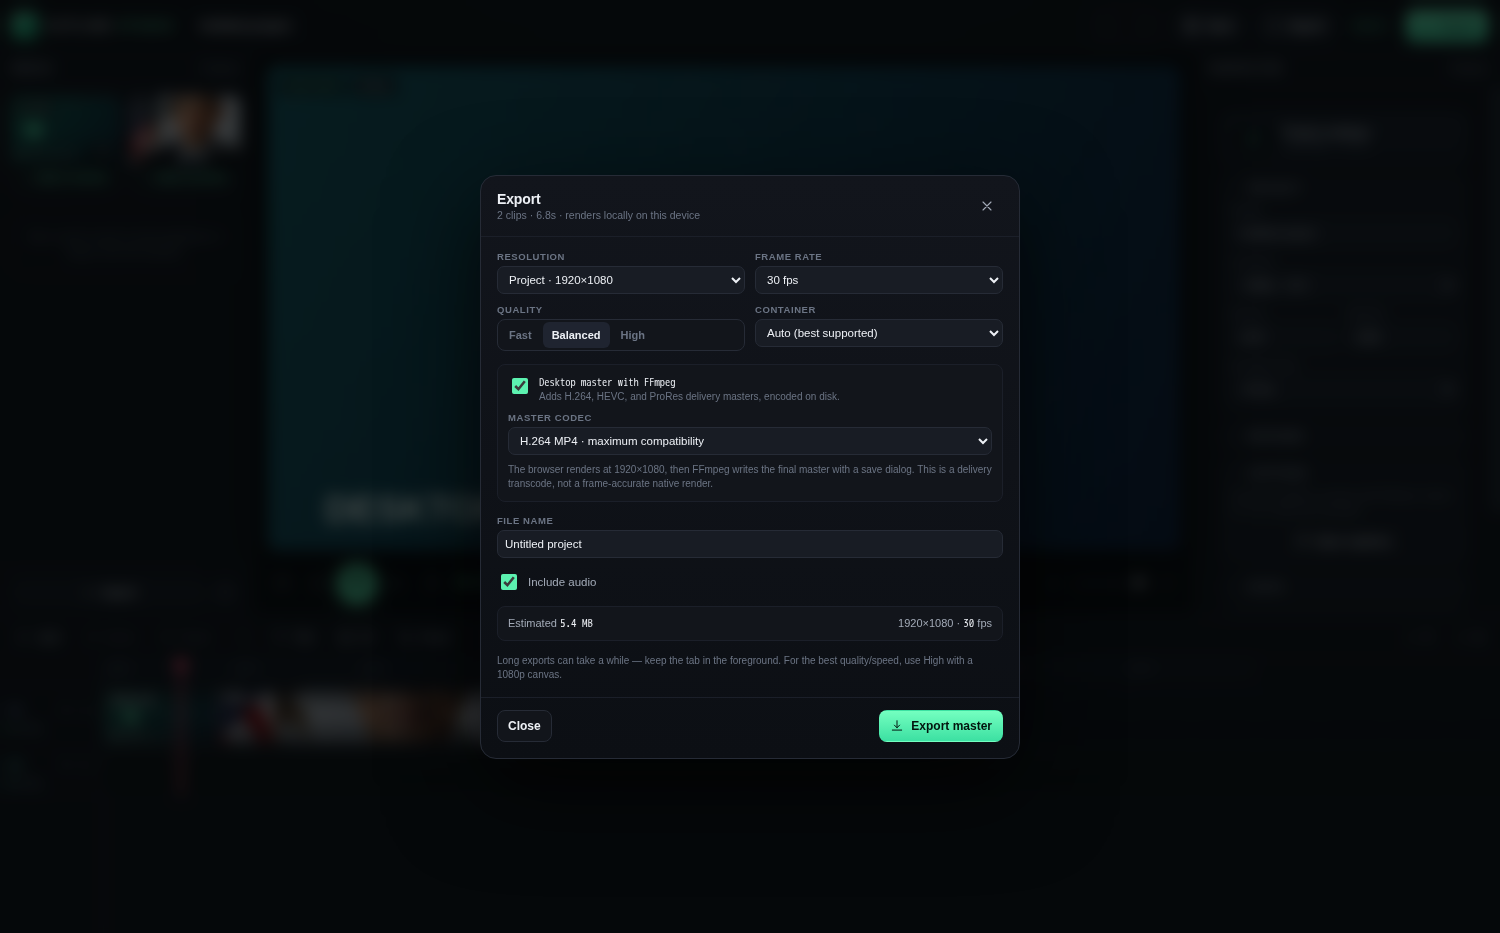 Export
2 clips · 6.8s · renders locally on this device
RESOLUTION
FRAME RATE
Project · 1920×1080
30 fps
QUALITY
CONTAINER
Fast Balanced High
Auto (best supported)
Desktop master with FFmpeg
Adds H.264, HEVC, and ProRes delivery masters, encoded on disk.
MASTER CODEC
H.264 MP4 · maximum compatibility
The browser renders at 1920×1080, then FFmpeg writes the final master with a save dialog. This is a delivery
transcode, not a frame-accurate native render.
FILE NAME
Untitled project
Include audio
Estimated 5.4 MB
1920×1080 · 30 fps
Long exports can take a while — keep the tab in the foreground. For the best quality/speed, use High with a
1080p canvas.
Close
Export master